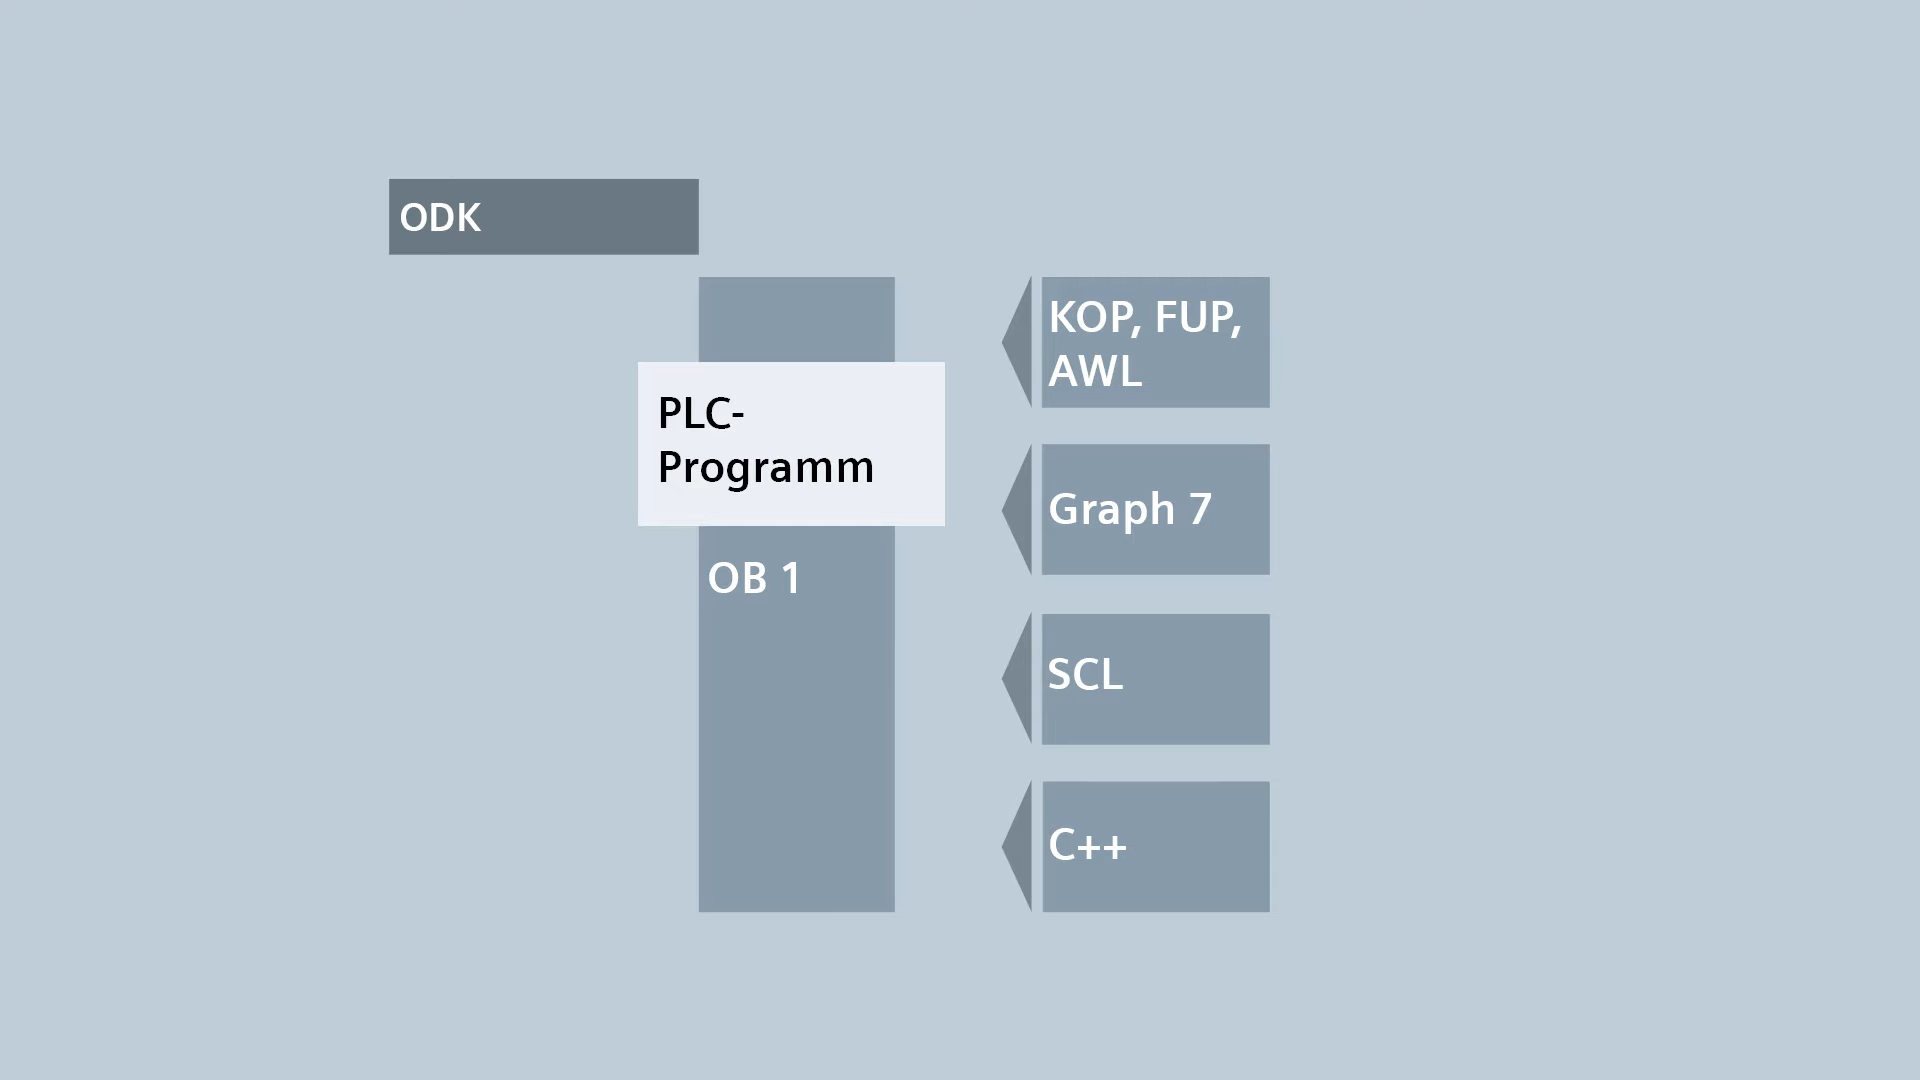 ODK
PLC-
Programm
OB 1
KOP, FUP,
AWL
Graph 7
SCL
C++